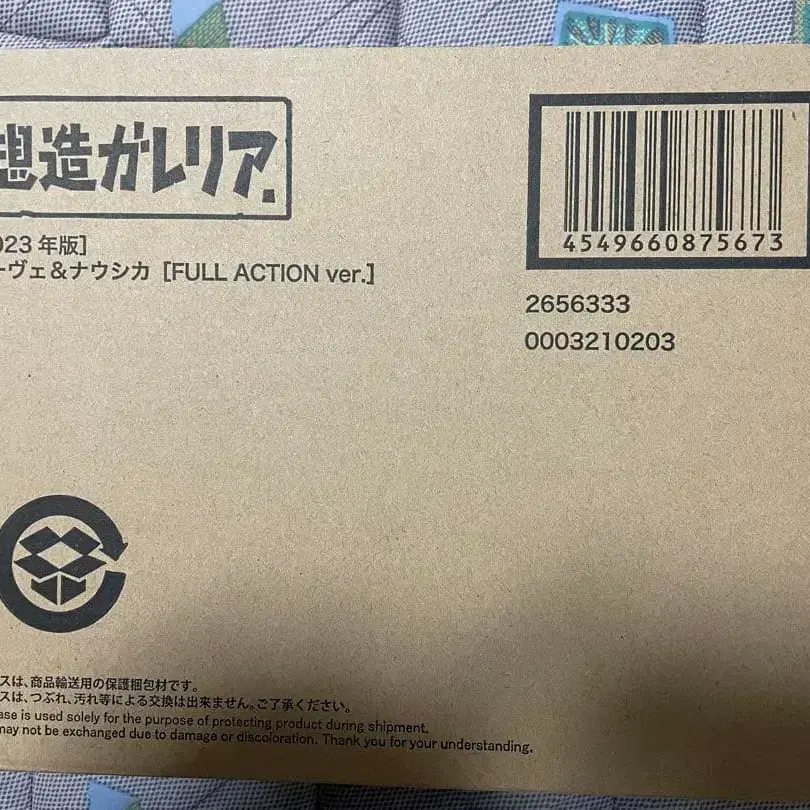 想造ガレリア.
023年版]
ーヴェ&ナウシカ [FULL ACTION ver.]
4549660875673
2656333
0003210203
スは、商品輸送用の保護梱包材です。
スは、つぶれ、汚れ等による交換は出来ません。ご了承ください。
ase is used solely for the purpose of protecting product during shipment.
may not be exchanged due to damage or discoloration. Thank you for your understanding.